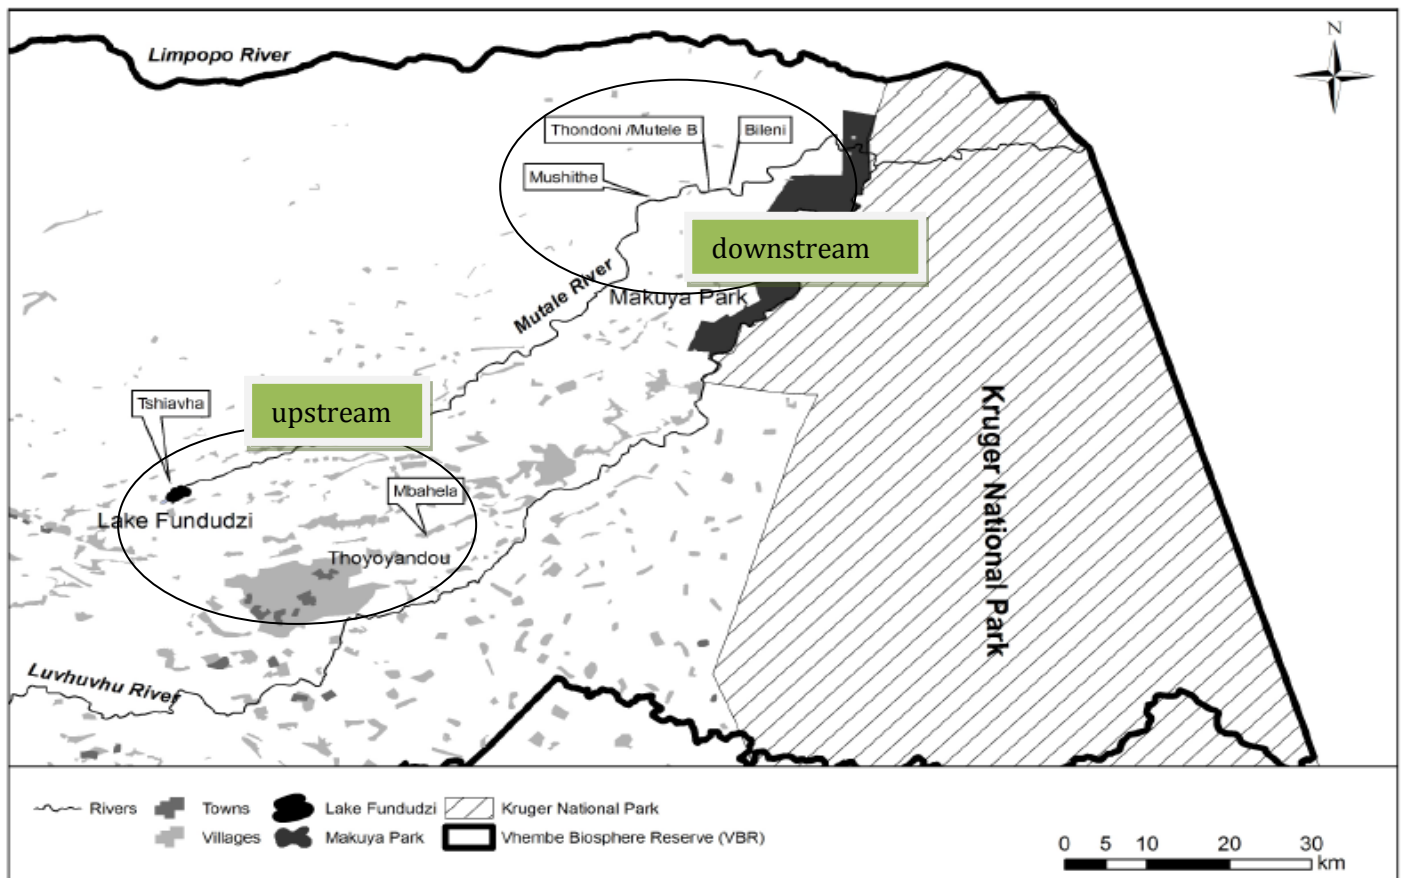 Limpopo River
N
Thondoni /Mutele B
Bileni
Mushithe
downstream
Makuya Park
Mutale River
upstream
Tshiavha
Mbahela
Lake Fundudzi
Thoyoyandou
Kruger National Park
Luvhuvhu River
Rivers
Towns
Lake Fundudzi
Kruger National Park
Villages
Makuya Park
Vhembe Biosphere Reserve (VBR)
0 5 10 20 30
km